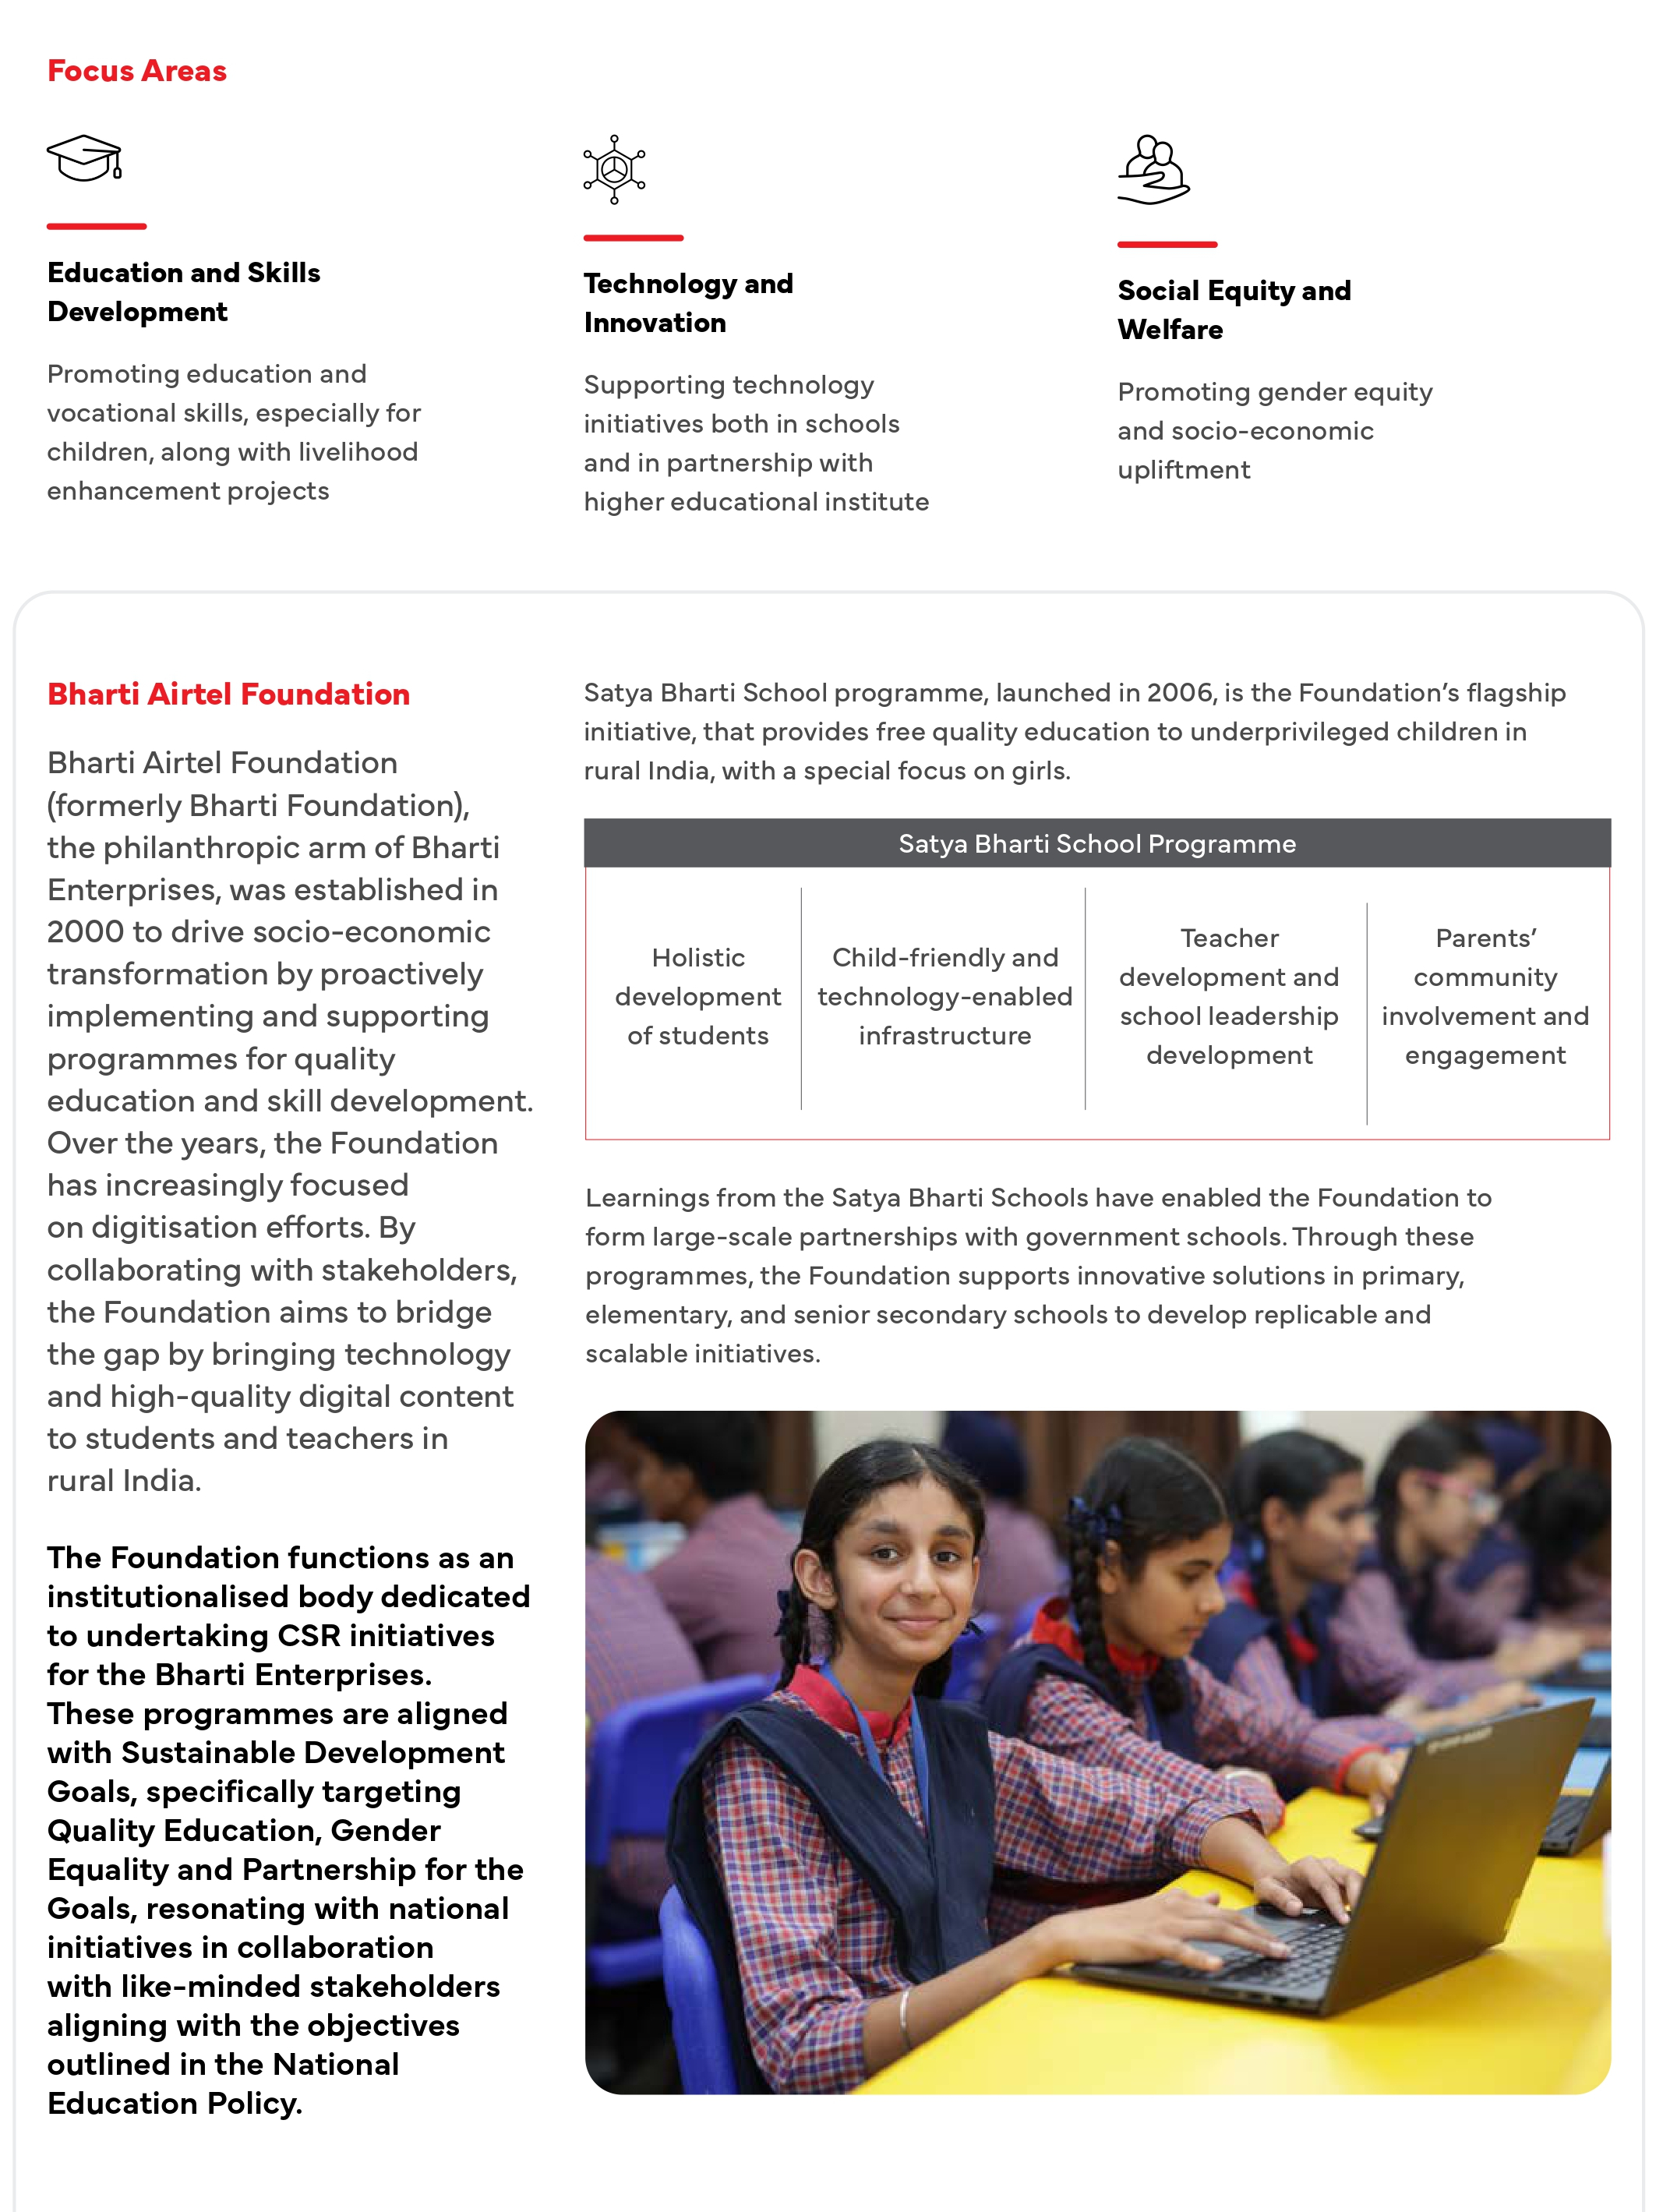 Focus Areas
Education and Skills
Development
Promoting education and
vocational skills, especially for
children, along with livelihood
enhancement projects
Technology and
Innovation
Supporting technology
initiatives both in schools
and in partnership with
higher educational institute
Social Equity and
Welfare
Promoting gender equity
and socio-economic
upliftment
Bharti Airtel Foundation
Bharti Airtel Foundation
(formerly Bharti Foundation),
the philanthropic arm of Bharti
Enterprises, was established in
2000 to drive socio-economic
transformation by proactively
implementing and supporting
programmes for quality
education and skill development.
Over the years, the Foundation
has increasingly focused
on digitisation efforts. By
collaborating with stakeholders,
the Foundation aims to bridge
the gap by bringing technology
and high-quality digital content
to students and teachers in
rural India.
The Foundation functions as an
institutionalised body dedicated
to undertaking CSR initiatives
for the Bharti Enterprises.
These programmes are aligned
with Sustainable Development
Goals, specifically targeting
Quality Education, Gender
Equality and Partnership for the
Goals, resonating with national
initiatives in collaboration
with like-minded stakeholders
aligning with the objectives
outlined in the National
Education Policy.
Satya Bharti School programme, launched in 2006, is the Foundation’s flagship
initiative, that provides free quality education to underprivileged children in
rural India, with a special focus on girls.
Satya Bharti School Programme
Holistic
development
of students
Child-friendly and
technology-enabled
infrastructure
Teacher
development and
school leadership
development
Parents’
community
involvement and
engagement
Learnings from the Satya Bharti Schools have enabled the Foundation to
form large-scale partnerships with government schools. Through these
programmes, the Foundation supports innovative solutions in primary,
elementary, and senior secondary schools to develop replicable and
scalable initiatives.